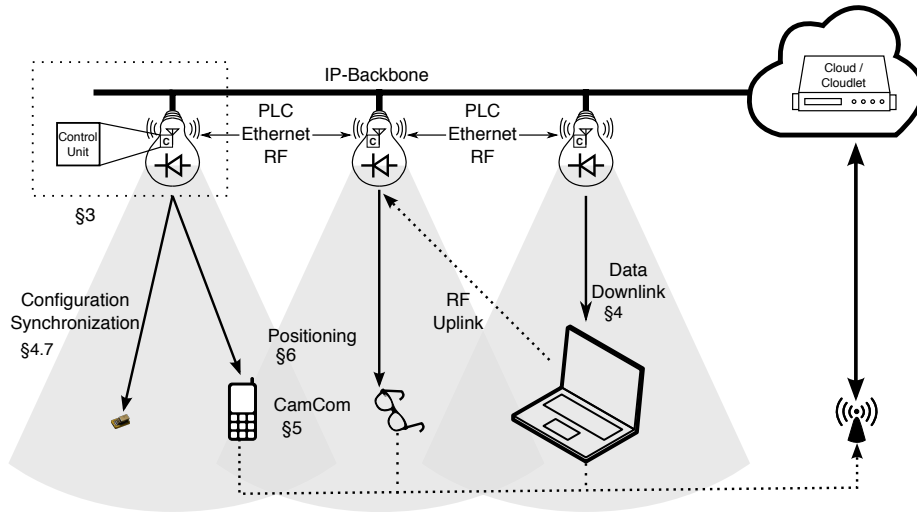 IP-Backbone
Cloud /
Cloudlet
PLC
Ethernet
RF
PLC
Ethernet
RF
Control
Unit
C
C
C
§3
Configuration
Synchronization
§4.7
Positioning
§6
CamCom
§5
RF
Uplink
Data
Downlink
§4